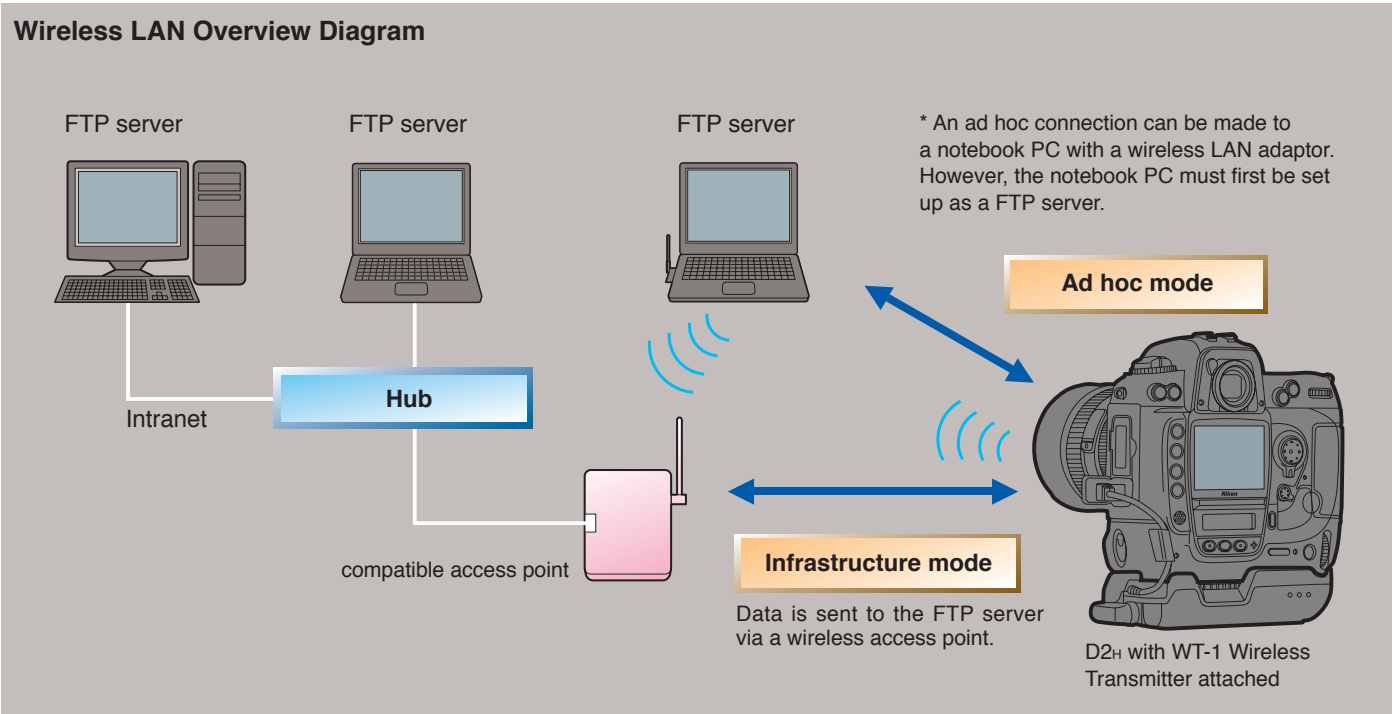 Wireless LAN Overview Diagram
FTP server
FTP server
FTP server
* An ad hoc connection can be made to
a notebook PC with a wireless LAN adaptor.
However, the notebook PC must first be set
up as a FTP server.
Ad hoc mode
Hub
Intranet
Nikon
compatible access point
Infrastructure mode
Data is sent to the FTP server
via a wireless access point.
D2H with WT-1 Wireless
Transmitter attached